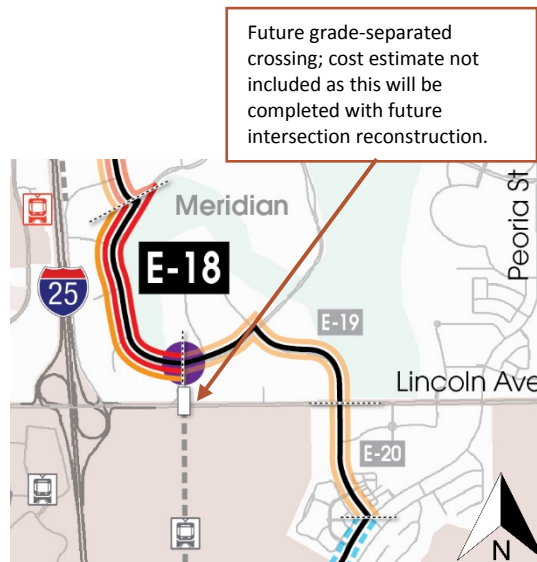 Future grade-separated
crossing; cost estimate not
included as this will be
completed with future
intersection reconstruction.
Meridian
Peoria St
E-18
25
E-19
Lincoln Ave
E-20
N